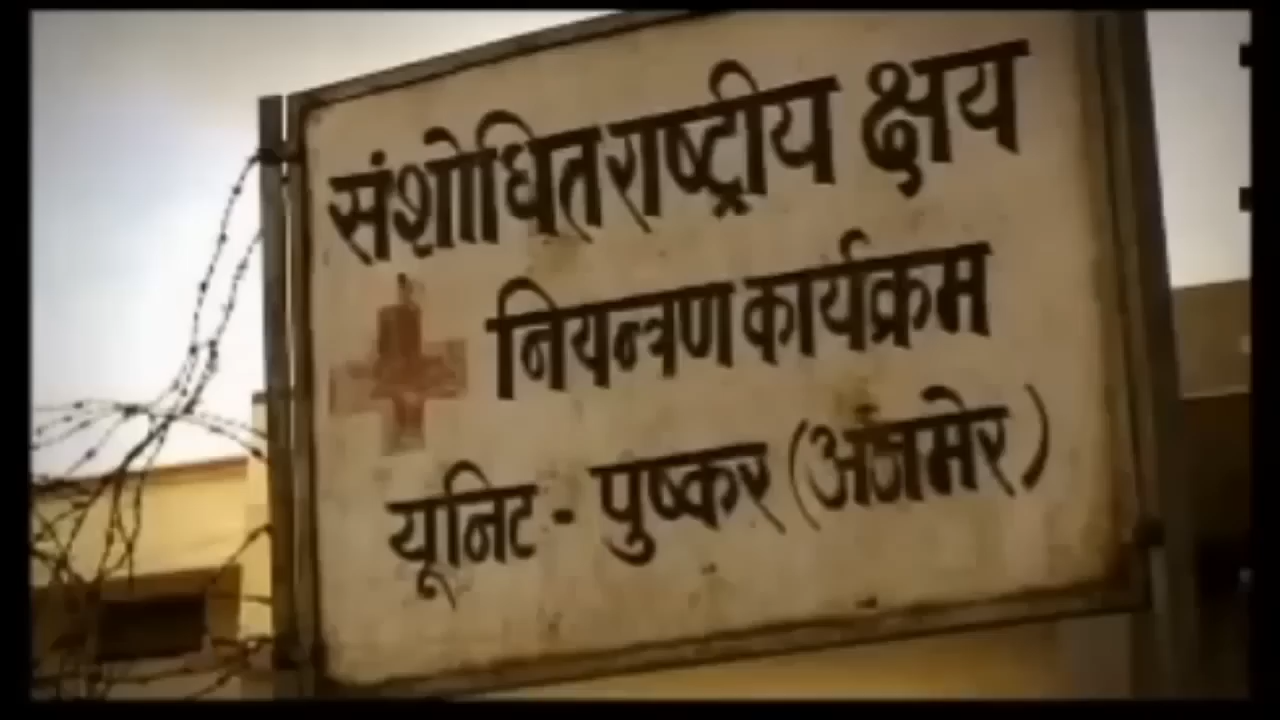 संशोधित राष्ट्रीय क्षय
नियन्त्रण कार्यक्रम
यूनिट - पुष्कर (अजमेर)